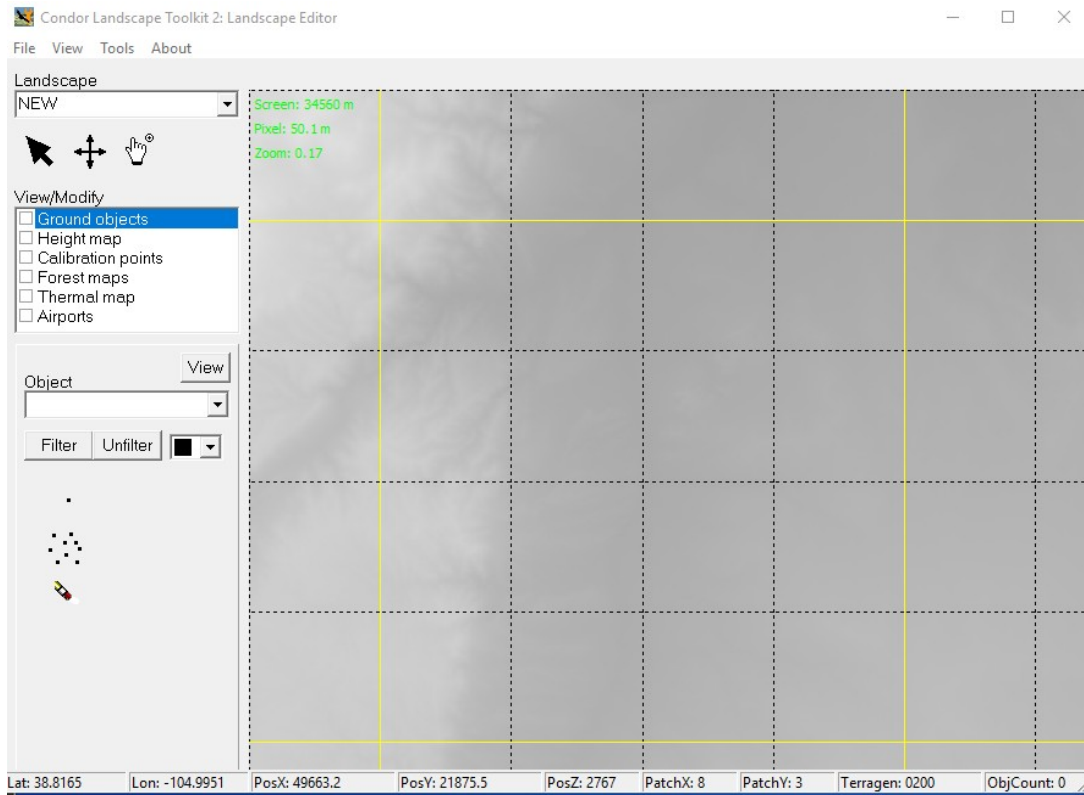 Condor Landscape Toolkit 2: Landscape Editor
File View Tools About
Landscape
NEW
Screen: 34560 m
Pixel: 50.1 m
Zoom: 0.17
View/Modify
Ground objects
Height map
Calibration points
Forest maps
Thermal map
Airports
View
Object
Filter Unfilter
Lat: 38.8165 Lon: -104.9951 PosX: 49663.2 PosY: 21875.5 PosZ: 2767 PatchX: 8 PatchY: 3 Terragen: 0200 ObjCount: 0